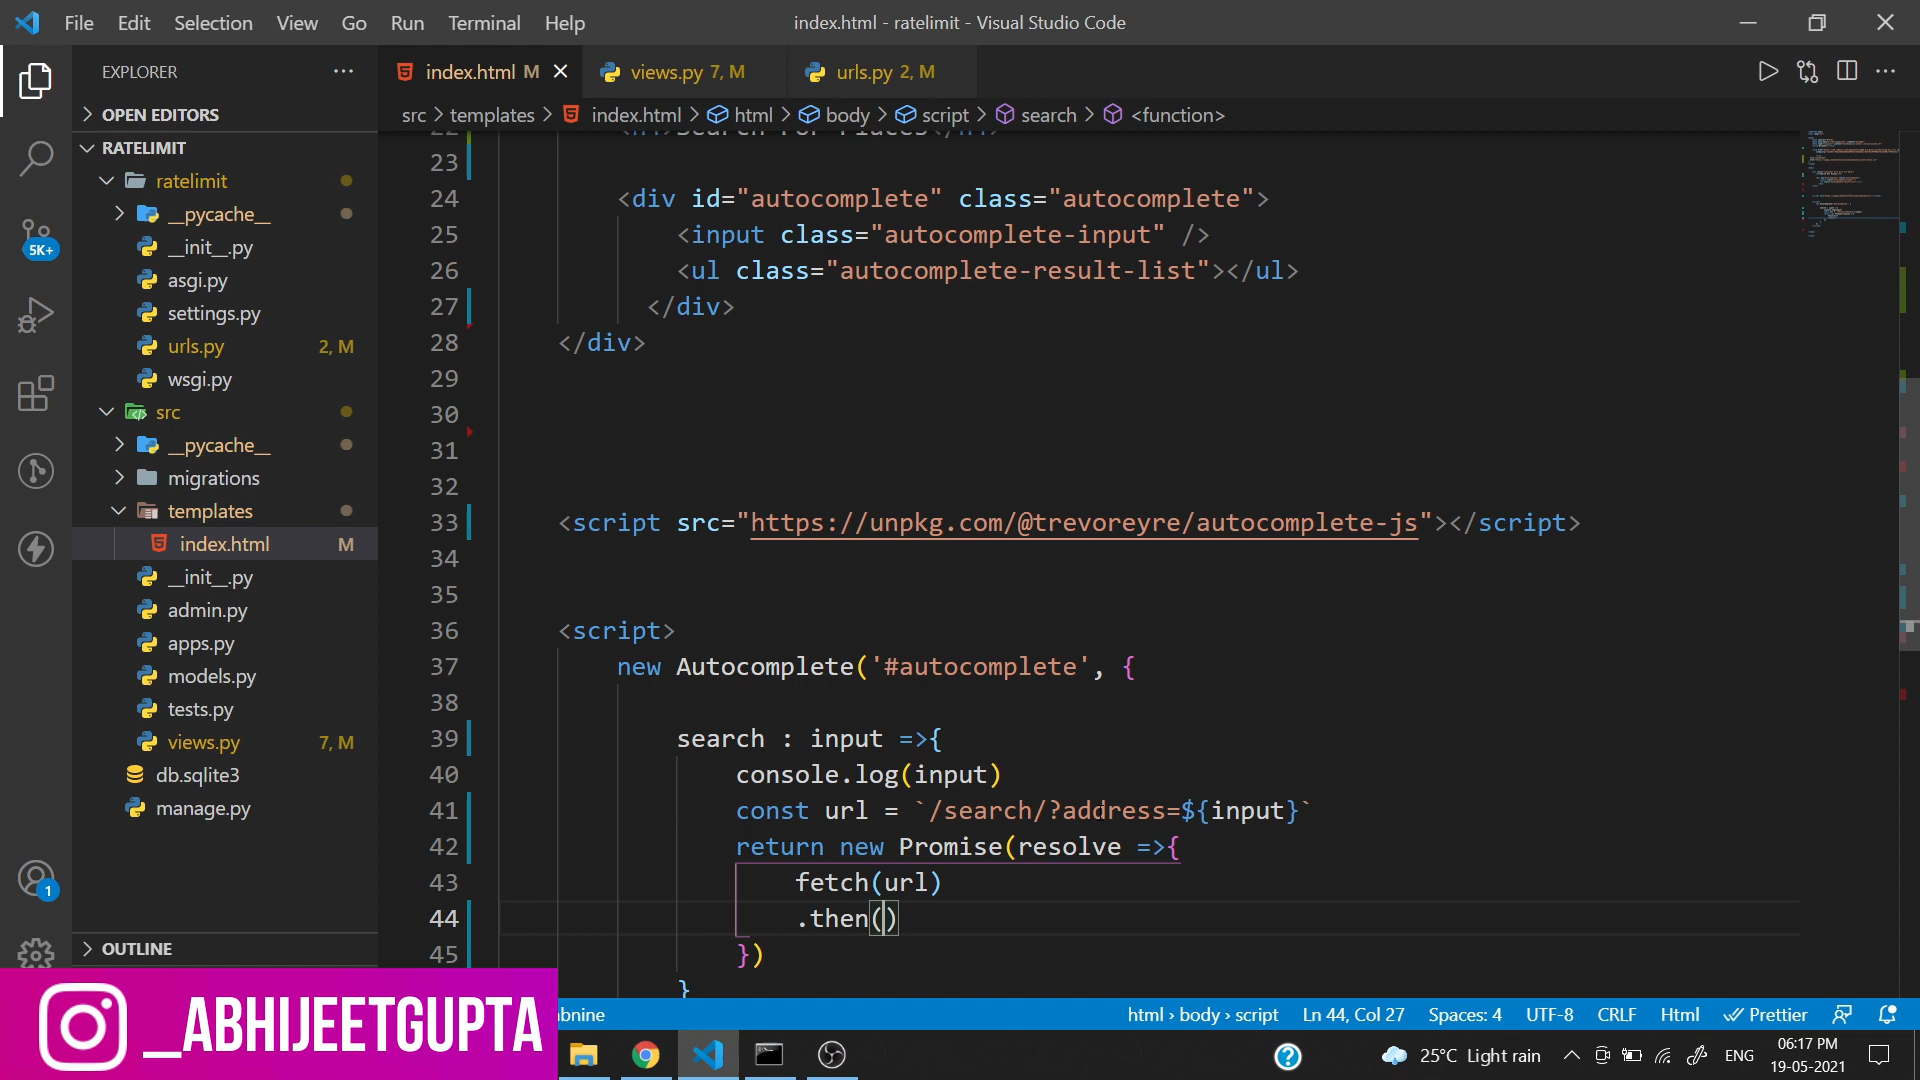 File Edit Selection View Go Run Terminal Help
index.html - ratelimit - Visual Studio Code
EXPLORER
index.html M
views.py 7, M
urls.py 2, M
OPEN EDITORS
src > templates > index.html > html > body > script > search > <function>
RATELIMIT
ratelimit
__pycache__
__init__.py
5K+
asgi.py
settings.py
urls.py 2, M
wsgi.py
src
__pycache__
migrations
templates
index.html M
__init__.py
admin.py
apps.py
models.py
tests.py
views.py 7, M
db.sqlite3
manage.py
1
OUTLINE
22 <h1>Search For Places</h1>
23
24 <div id="autocomplete" class="autocomplete">
25 <input class="autocomplete-input" />
26 <ul class="autocomplete-result-list"></ul>
27 </div>
28 </div>
29
30
31
32
33 <script src="https://unpkg.com/@trevoreyre/autocomplete-js"></script>
34
35
36 <script>
37 new Autocomplete('#autocomplete', {
38
39 search : input =>{
40 console.log(input)
41 const url = `/search/?address=${input}`
42 return new Promise(resolve =>{
43 fetch(url)
44 .then()
45 })
}
_ABHIJEETGUPTA
bnine
html › body › script
Ln 44, Col 27
Spaces: 4
UTF-8
CRLF
Html
Prettier
25°C Light rain
ENG
06:17 PM
19-05-2021